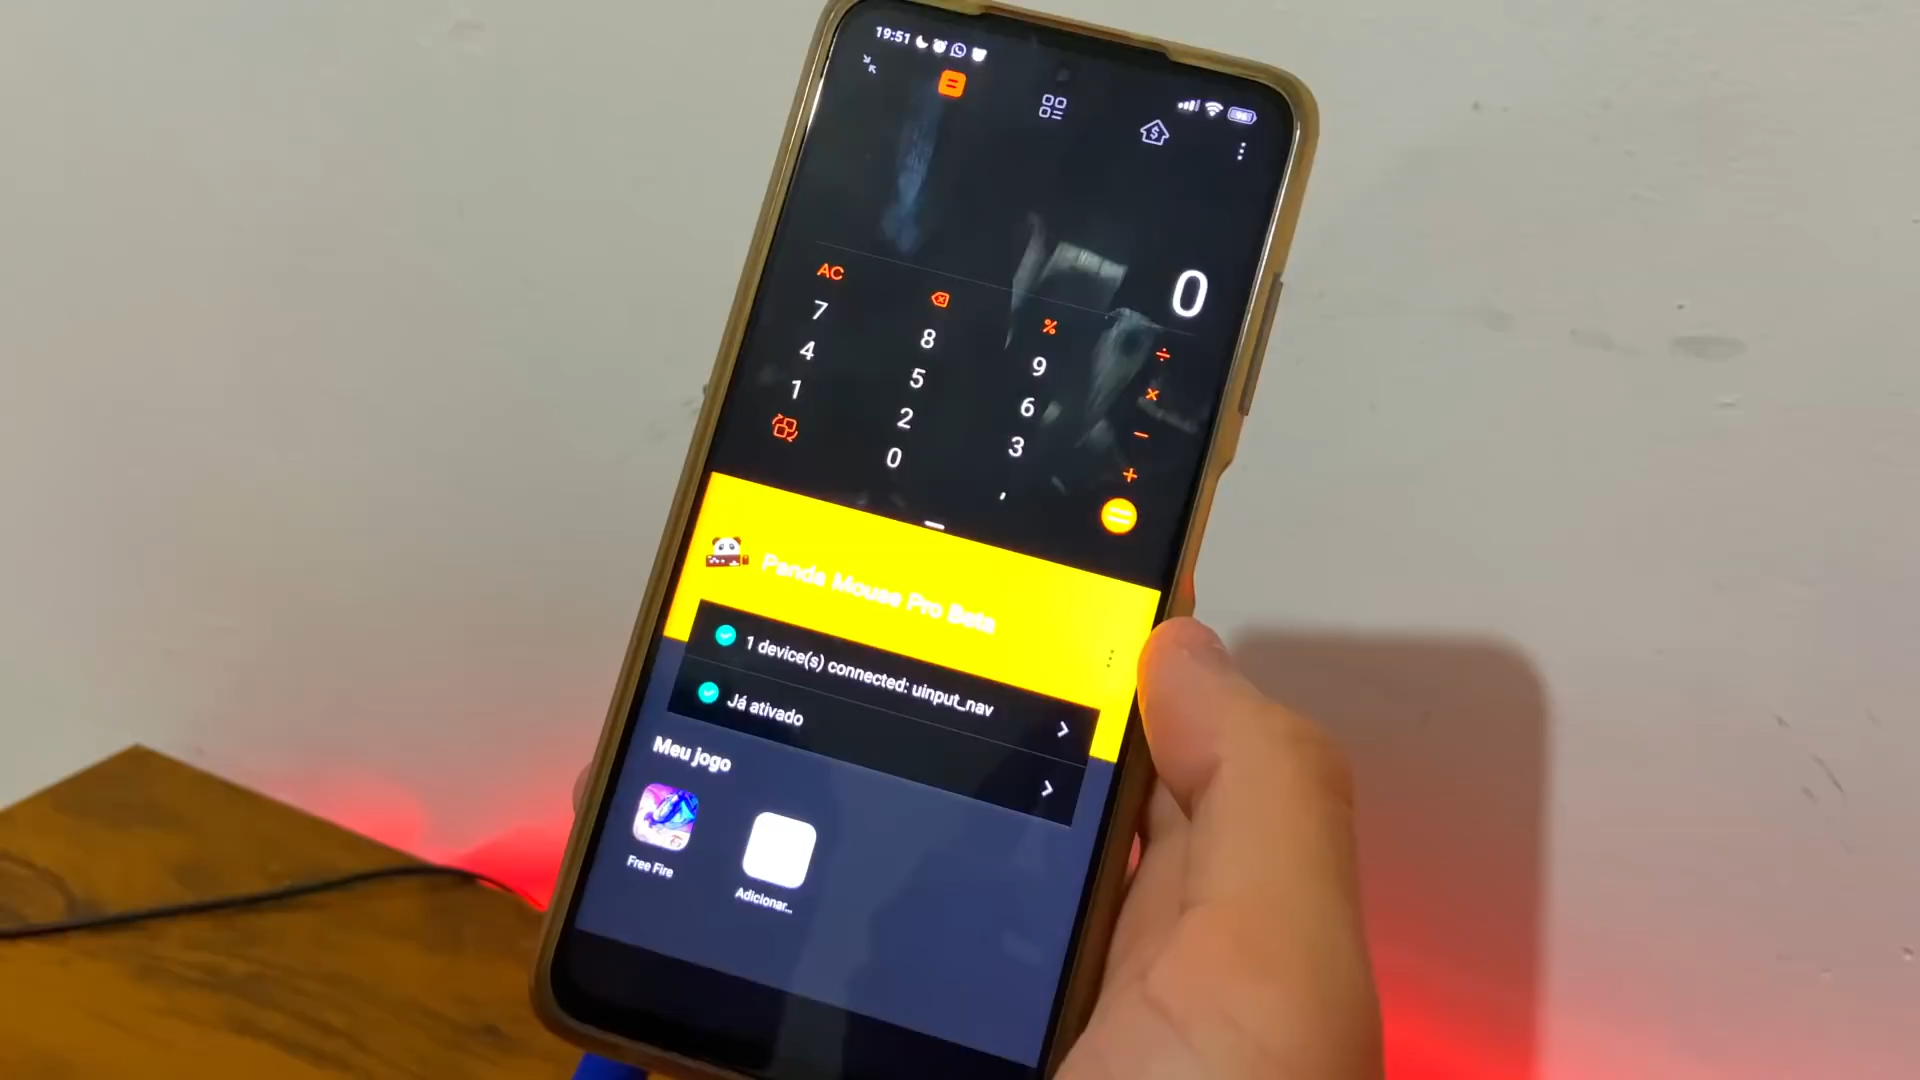 19:51
0
AC
%
÷
7
8
9
×
4
5
6
−
1
2
3
+
0
,
=
Panda Mouse Pro Beta
1 device(s) connected: uinput_nav
Já ativado
Meu jogo
Free Fire
Adicionar...